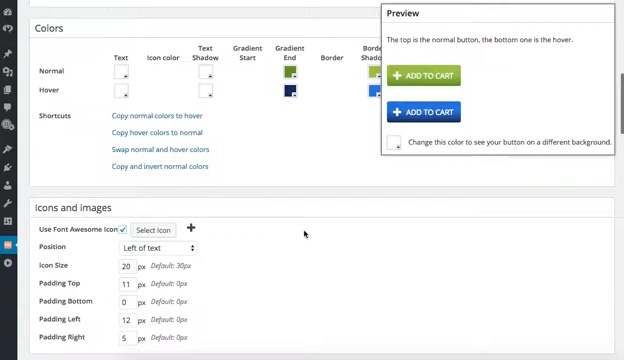 Preview
The top is the normal button, the bottom one is the hover.
ADD TO CART
ADD TO CART
Change this color to see your button on a different background.
Colors
Text Icon color Text Shadow Gradient Start Gradient End Border
Normal
Hover
Shortcuts Copy normal colors to hover
Copy hover colors to normal
Swap normal and hover colors
Copy and invert normal colors
Icons and images
Use Font Awesome Icon Select Icon
Position Left of text
Icon Size 20 px Default: 30px
Padding Top 11 px Default: 0px
Padding Bottom 0 px Default: 0px
Padding Left 12 px Default: 0px
Padding Right 5 px Default: 0px